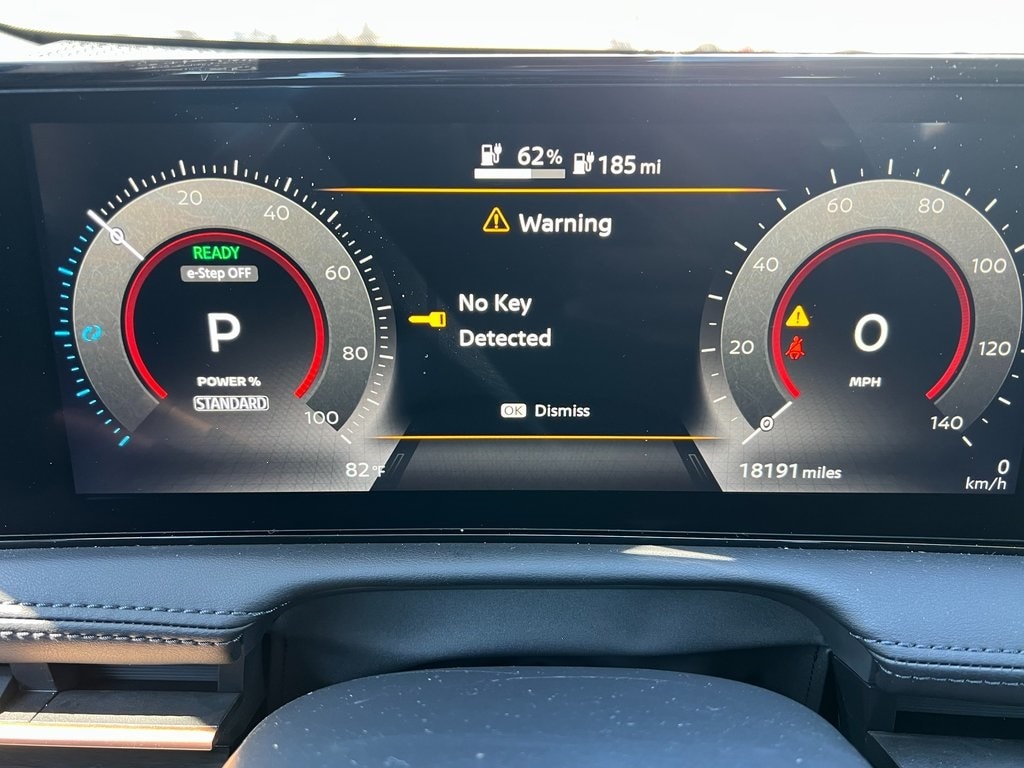 62%
185 mi
Warning
No Key
Detected
OK Dismiss
20
40
60
80
100
READY
e-Step OFF
P
POWER %
STANDARD
82°F
20
40
60
80
100
120
140
0
MPH
18191 miles
0
km/h